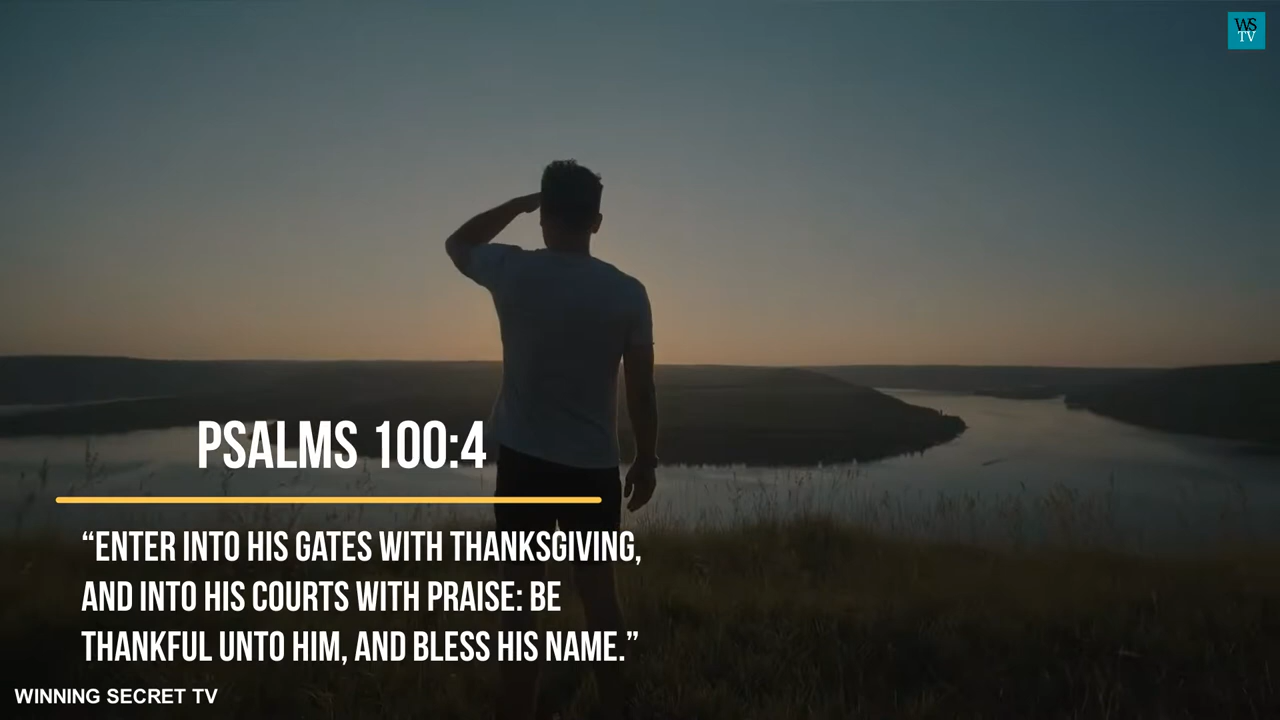 WS
TV
PSALMS 100:4
“ENTER INTO HIS GATES WITH THANKSGIVING,
AND INTO HIS COURTS WITH PRAISE: BE
THANKFUL UNTO HIM, AND BLESS HIS NAME.”
WINNING SECRET TV